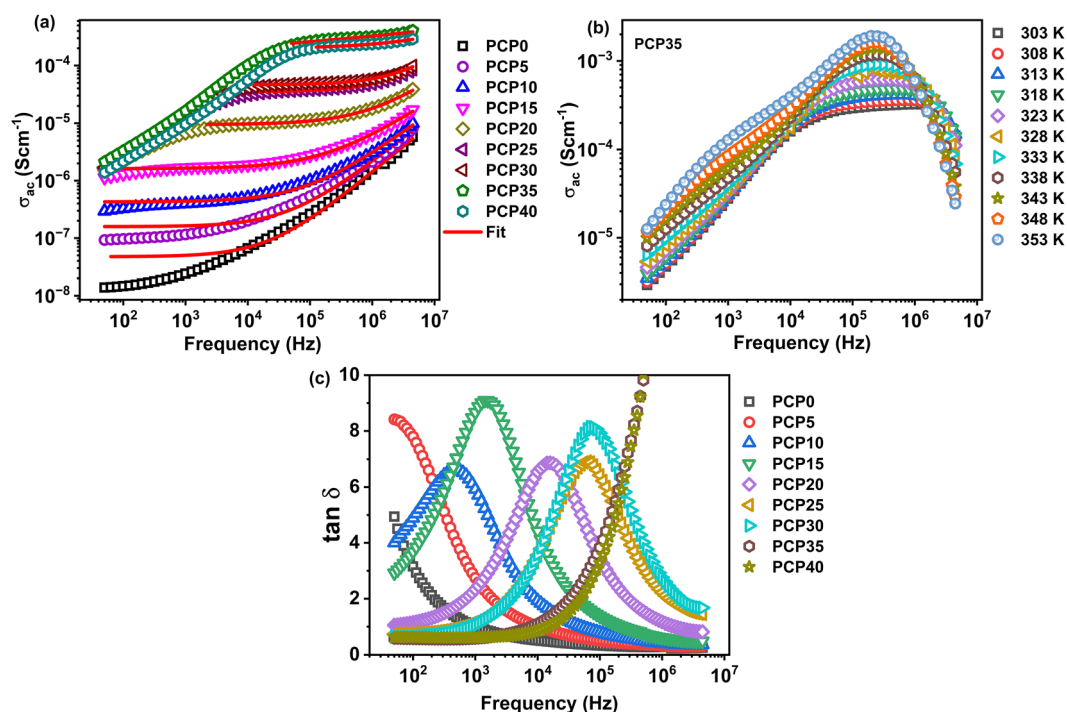 (a)
σac (Scm-1)
10-4
10-5
10-6
10-7
10-8
102 103 104 105 106 107
Frequency (Hz)
PCP0
PCP5
PCP10
PCP15
PCP20
PCP25
PCP30
PCP35
PCP40
Fit
(b)
PCP35
σac (Scm-1)
10-3
10-4
10-5
102 103 104 105 106 107
Frequency (Hz)
303 K
308 K
313 K
318 K
323 K
328 K
333 K
338 K
343 K
348 K
353 K
(c)
tan δ
10
8
6
4
2
0
102 103 104 105 106 107
Frequency (Hz)
PCP0
PCP5
PCP10
PCP15
PCP20
PCP25
PCP30
PCP35
PCP40